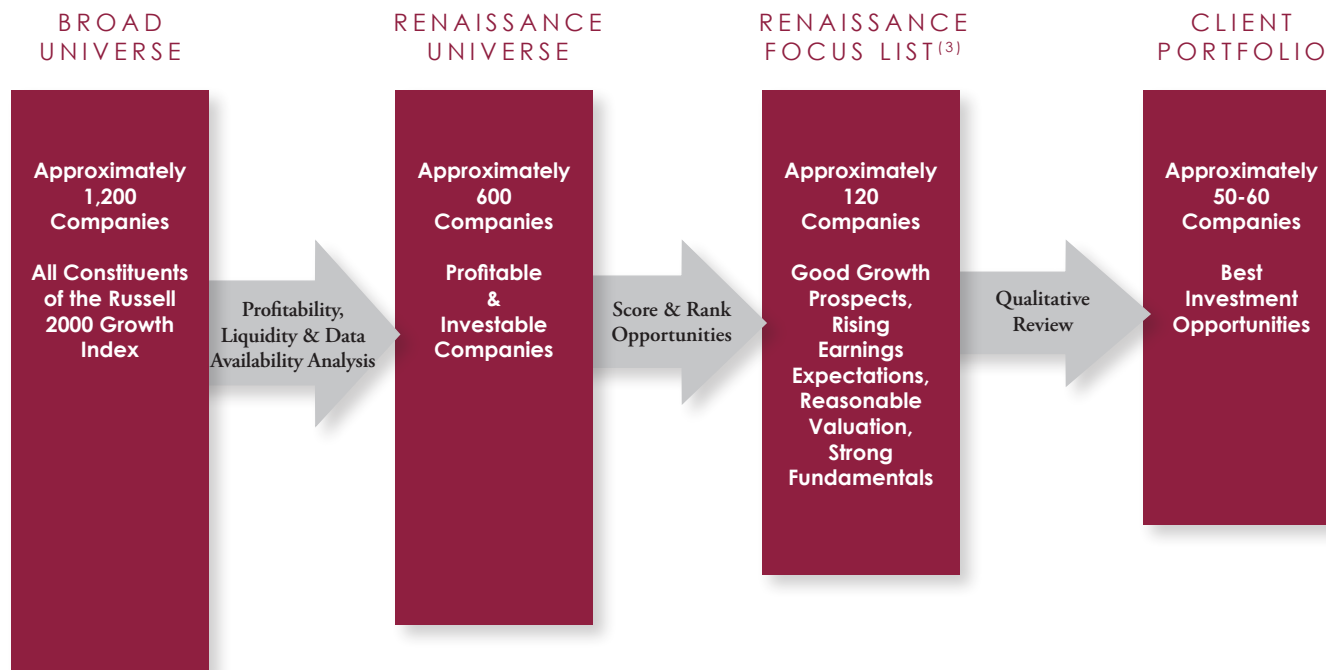 BROAD
UNIVERSE
Approximately
1,200
Companies
All Constituents
of the Russell
2000 Growth
Index
Profitability,
Liquidity & Data
Availability Analysis
RENAISSANCE
UNIVERSE
Approximately
600
Companies
Profitable
&
Investable
Companies
Score & Rank
Opportunities
RENAISSANCE
FOCUS LIST(3)
Approximately
120
Companies
Good Growth
Prospects,
Rising
Earnings
Expectations,
Reasonable
Valuation,
Strong
Fundamentals
Qualitative
Review
CLIENT
PORTFOLIO
Approximately
50-60
Companies
Best
Investment
Opportunities